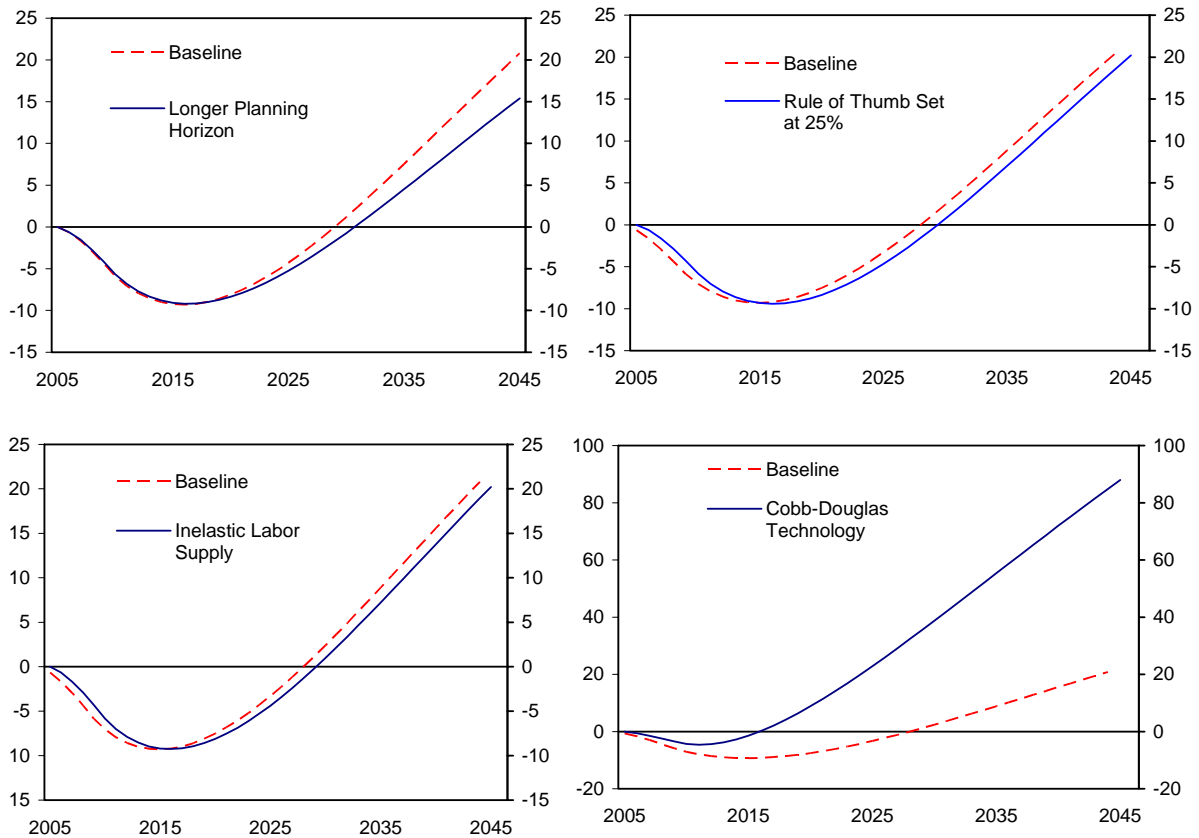 25 25
20 20
15 15
10 10
5 5
0 0
-5 -5
-10 -10
-15 -15
Baseline
Longer Planning
Horizon
2005 2015 2025 2035 2045
25 25
20 20
15 15
10 10
5 5
0 0
-5 -5
-10 -10
-15 -15
Baseline
Rule of Thumb Set
at 25%
2005 2015 2025 2035 2045
25 25
20 20
15 15
10 10
5 5
0 0
-5 -5
-10 -10
-15 -15
Baseline
Inelastic Labor
Supply
2005 2015 2025 2035 2045
100 100
80 80
60 60
40 40
20 20
0 0
-20 -20
Baseline
Cobb-Douglas
Technology
2005 2015 2025 2035 2045